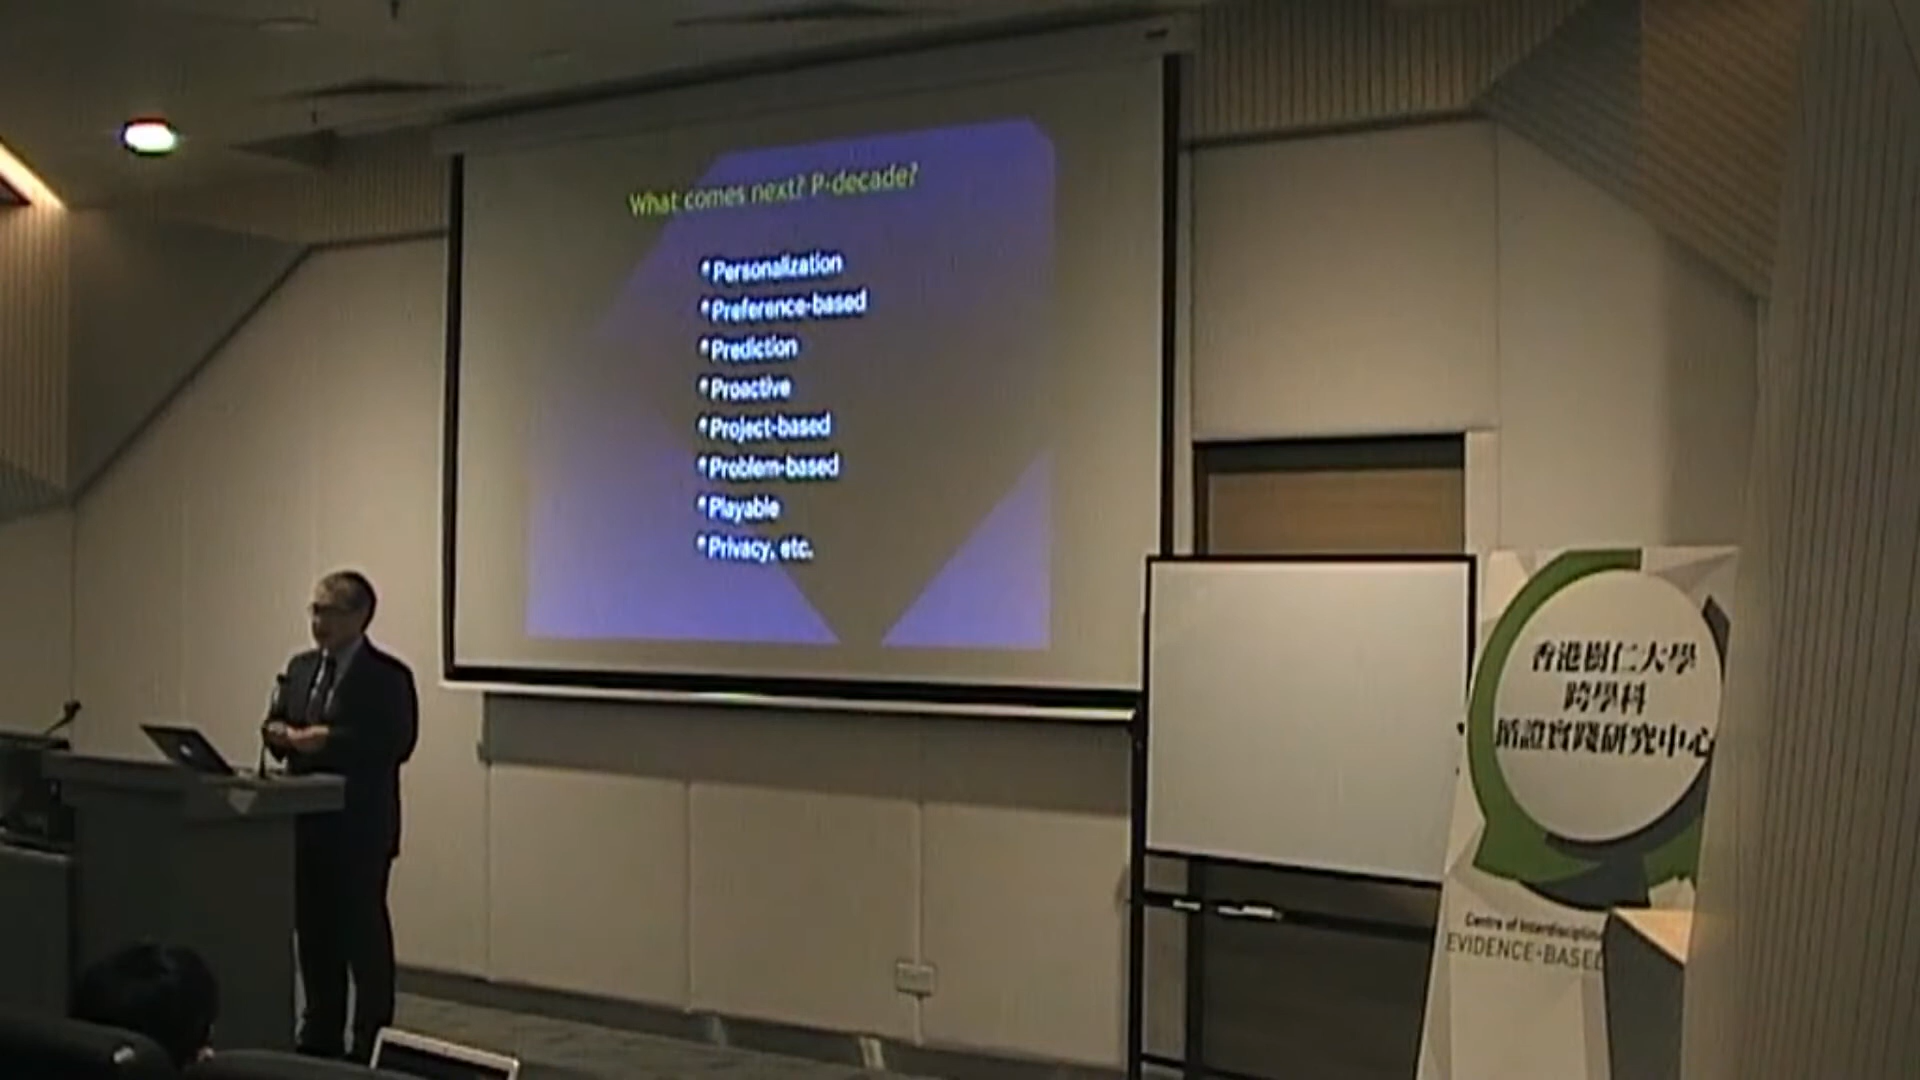 What comes next? P-decade?
• Personalization
• Preference-based
• Prediction
• Proactive
• Project-based
• Problem-based
• Playable
• Privacy, etc.
香港樹仁大學
跨學科
循證實踐研究中心
Centre of Interdisciplina
EVIDENCE-BASED